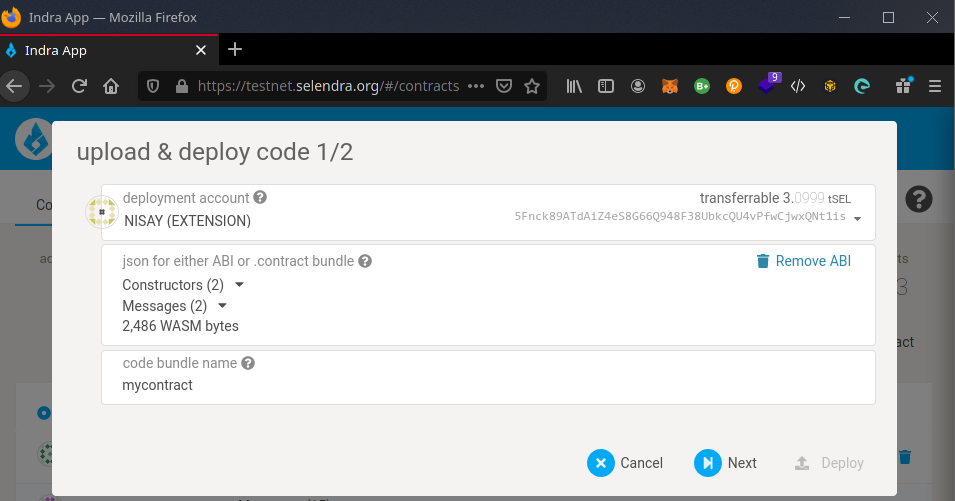 Indra App — Mozilla Firefox
Indra App
https://testnet.selendra.org/#/contracts
9
B+
upload & deploy code 1/2
deployment account
transferrable 3.0999 tSEL
NISAY (EXTENSION)
5Fnck89ATdAiZ4eS8G66Q948F38UbkcQU4vPfwCjwxQNt1is
Co
json for either ABI or .contract bundle
Remove ABI
Constructors (2)
Messages (2)
2,486 WASM bytes
code bundle name
mycontract
Cancel
Next
Deploy